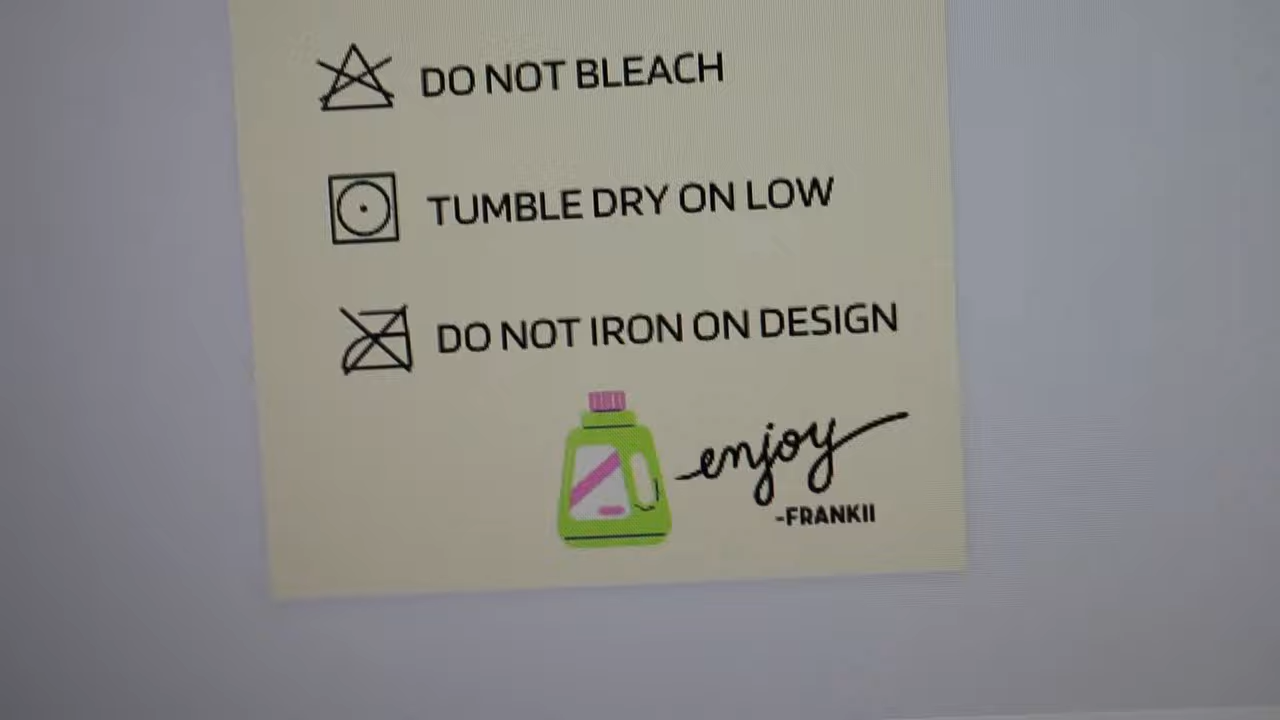 DO NOT BLEACH
TUMBLE DRY ON LOW
DO NOT IRON ON DESIGN
enjoy
-FRANKII